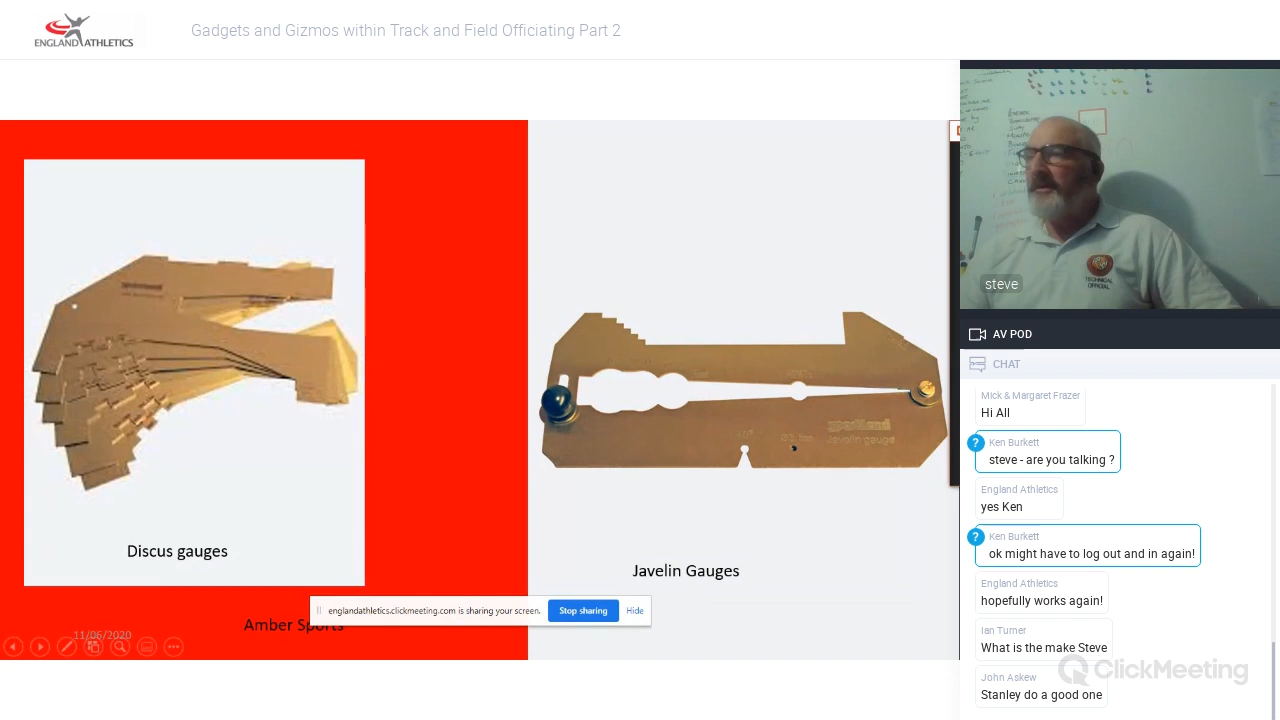 ENGLAND ATHLETICS
Gadgets and Gizmos within Track and Field Officiating Part 2
Discus gauges
Javelin Gauges
Javelin gauge
Amber Sports
11/06/2020
englandathletics.clickmeeting.com is sharing your screen.
Stop sharing
Hide
TECHNICAL
OFFICIAL
steve
AV POD
CHAT
Mick & Margaret Frazer
Hi All
Ken Burkett
steve - are you talking ?
England Athletics
yes Ken
Ken Burkett
ok might have to log out and in again!
England Athletics
hopefully works again!
Ian Turner
What is the make Steve
John Askew
Stanley do a good one
ClickMeeting